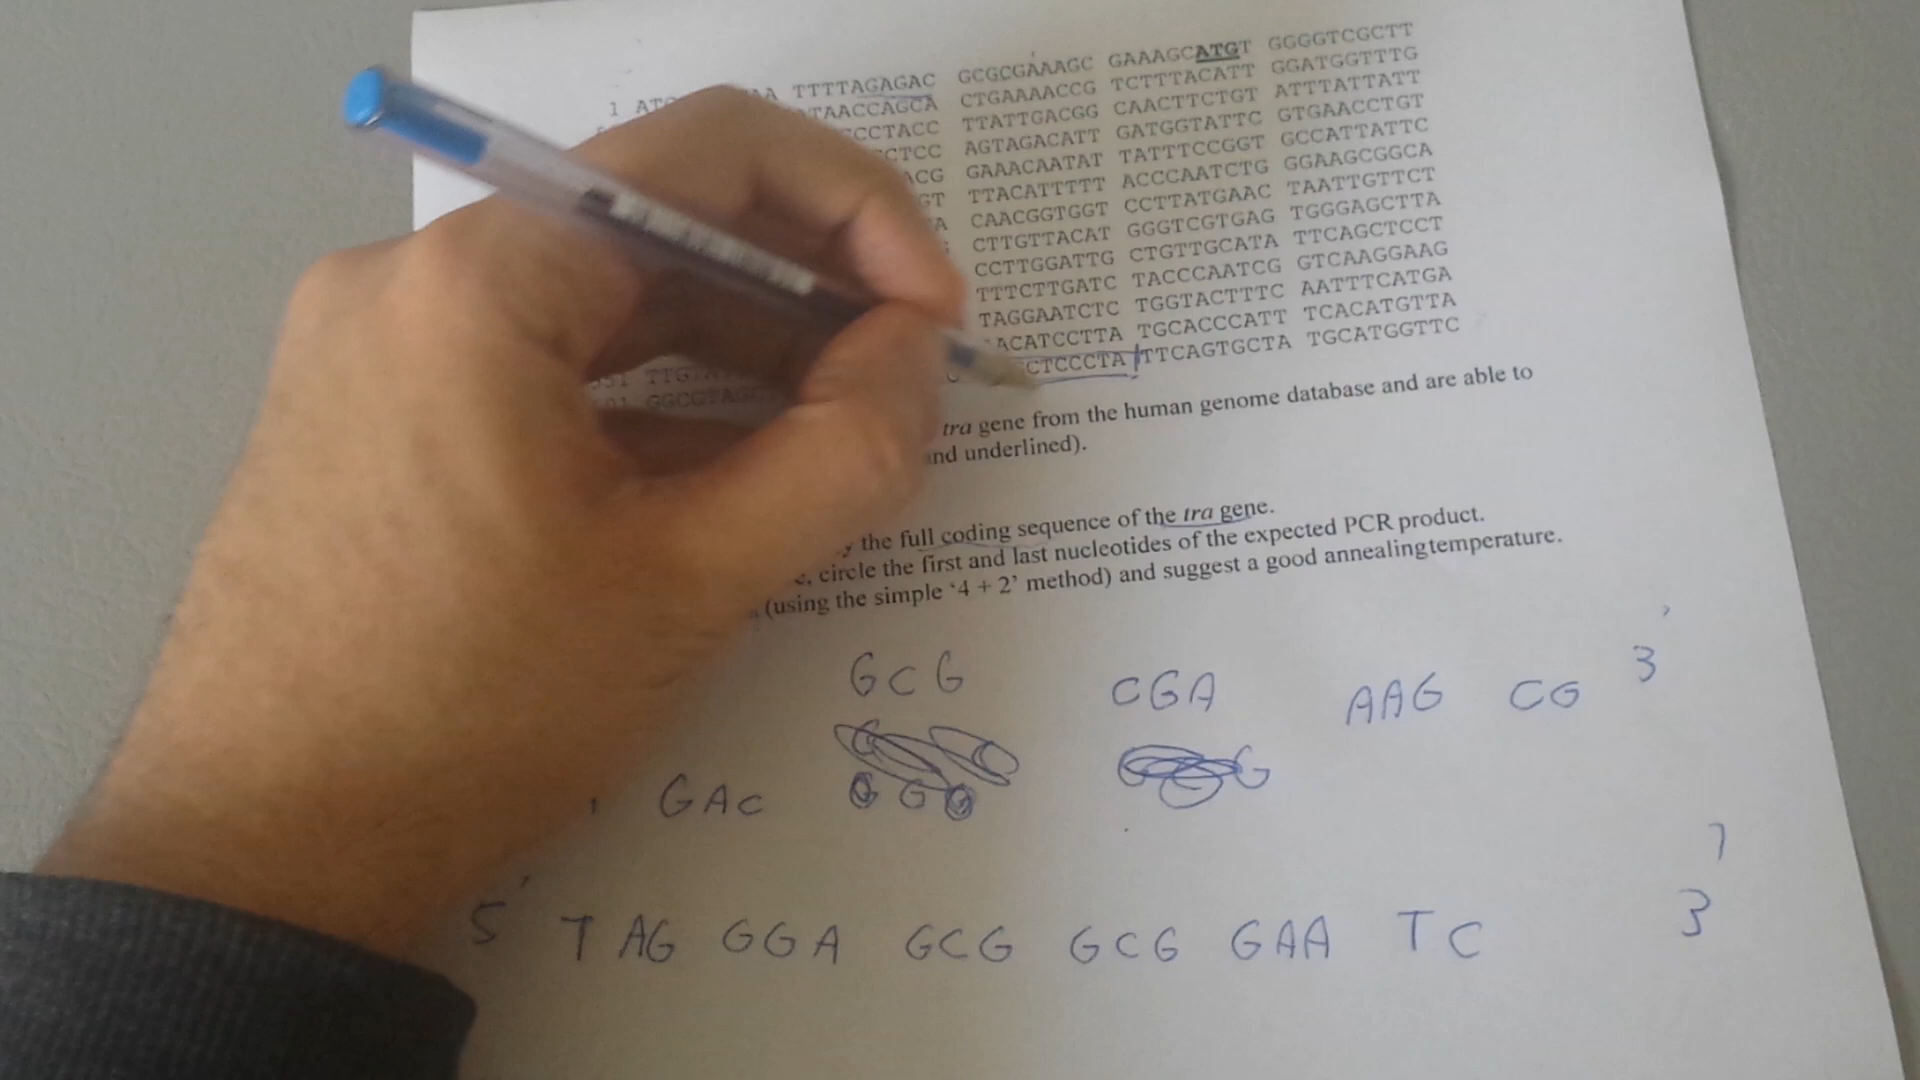 1 TTTTAGAGAC GCGCGAAAGC GAAAGCATGT GGGGTCGCTT
TAACCAGCA CTGAAAACCG TCTTTACATT GGATGGTTTG
CCTACC TTATTGACGG CAACTTCTGT ATTTATTATT
CTCC AGTAGACATT GATGGTATTC GTGAACCTGT
ACG GAAACAATAT TATTTCCGGT GCCATTATTC
GT TTACATTTTT ACCCAATCTG GGAAGCGGCA
A CAACGGTGGT CCTTATGAAC TAATTGTTCT
CTTGTTACAT GGGTCGTGAG TGGGAGCTTA
CCTTGGATTG CTGTTGCATA TTCAGCTCCT
TTTCTTGATC TACCCAATCG GTCAAGGAAG
TAGGAATCTC TGGTACTTTC AATTTCATGA
ACATCCTTA TGCACCCATT TCACATGTTA
CTCCCTA TTCAGTGCTA TGCATGGTTC
tra gene from the human genome database and are able to
and underlined).
the full coding sequence of the tra gene.
circle the first and last nucleotides of the expected PCR product.
(using the simple ‘4 + 2’ method) and suggest a good annealing temperature.
GCG CGA AAG CG 3'
GAC
5' TAG GGA GCG GCG GAA TC 3'